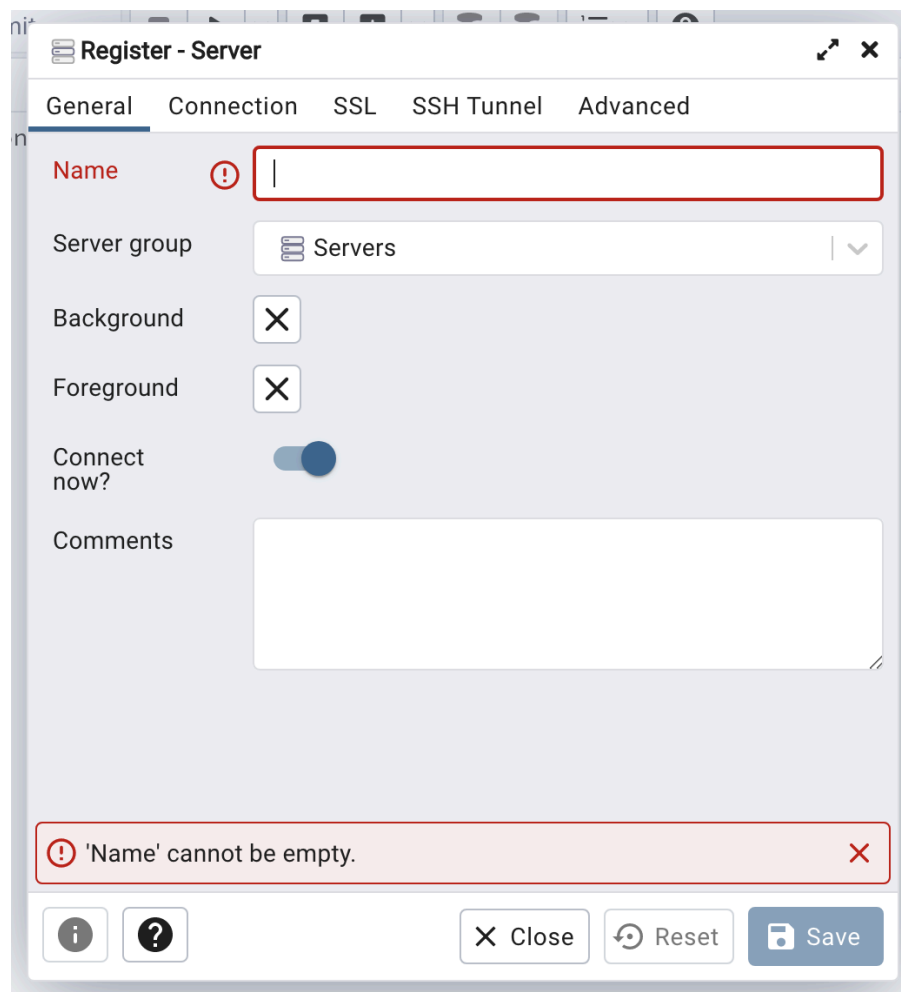 Register - Server
General Connection SSL SSH Tunnel Advanced
Name
Server group Servers
Background
Foreground
Connect
now?
Comments
'Name' cannot be empty.
Close Reset Save